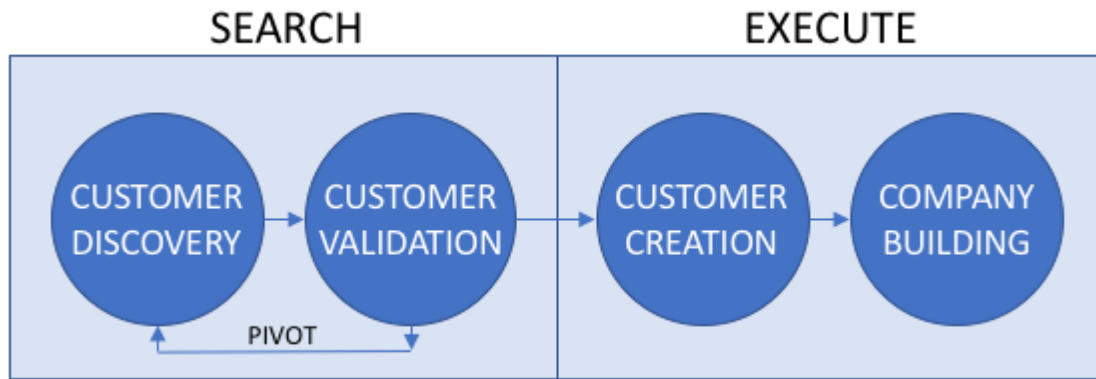 SEARCH
EXECUTE
CUSTOMER
DISCOVERY
CUSTOMER
VALIDATION
CUSTOMER
CREATION
COMPANY
BUILDING
PIVOT